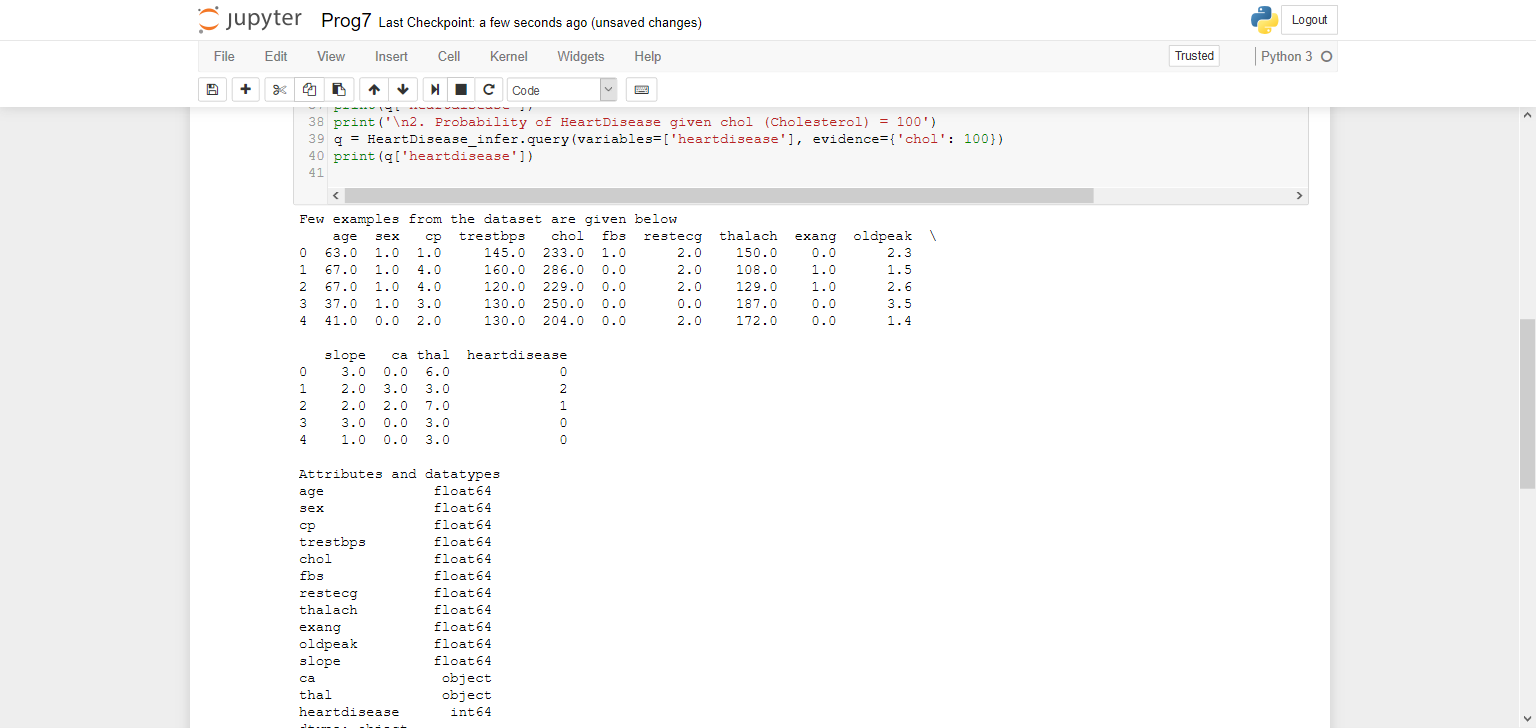 jupyter Prog7 Last Checkpoint: a few seconds ago (unsaved changes) Logout
File Edit View Insert Cell Kernel Widgets Help Trusted Python 3
Code
38 print('\n2. Probability of HeartDisease given chol (Cholesterol) = 100')
39 q = HeartDisease_infer.query(variables=['heartdisease'], evidence={'chol': 100})
40 print(q['heartdisease'])
41
Few examples from the dataset are given below
age sex cp trestbps chol fbs restecg thalach exang oldpeak \
0 63.0 1.0 1.0 145.0 233.0 1.0 2.0 150.0 0.0 2.3
1 67.0 1.0 4.0 160.0 286.0 0.0 2.0 108.0 1.0 1.5
2 67.0 1.0 4.0 120.0 229.0 0.0 2.0 129.0 1.0 2.6
3 37.0 1.0 3.0 130.0 250.0 0.0 0.0 187.0 0.0 3.5
4 41.0 0.0 2.0 130.0 204.0 0.0 2.0 172.0 0.0 1.4
slope ca thal heartdisease
0 3.0 0.0 6.0 0
1 2.0 3.0 3.0 2
2 2.0 2.0 7.0 1
3 3.0 0.0 3.0 0
4 1.0 0.0 3.0 0
Attributes and datatypes
age float64
sex float64
cp float64
trestbps float64
chol float64
fbs float64
restecg float64
thalach float64
exang float64
oldpeak float64
slope float64
ca object
thal object
heartdisease int64